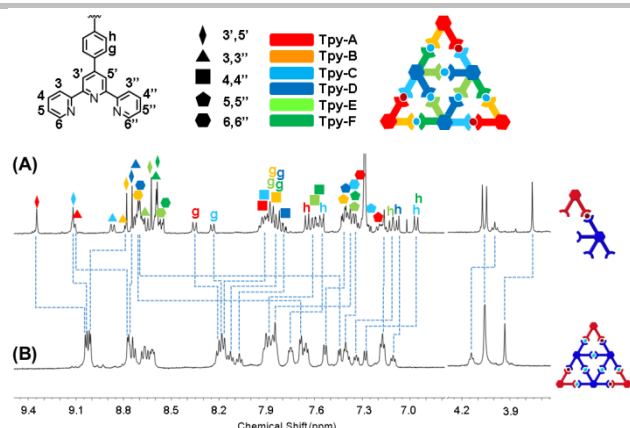 h
g
3' 5'
3 3''
4 4''
5 5''
6 6''
3',5'
3,3''
4,4''
5,5''
6,6''
Tpy-A
Tpy-B
Tpy-C
Tpy-D
Tpy-E
Tpy-F
(A)
g g g g g g h h h h h h
(B)
9.4 9.1 8.8 8.5 8.2 7.9 7.6 7.3 7.0 4.2 3.9
Chemical Shift(ppm)